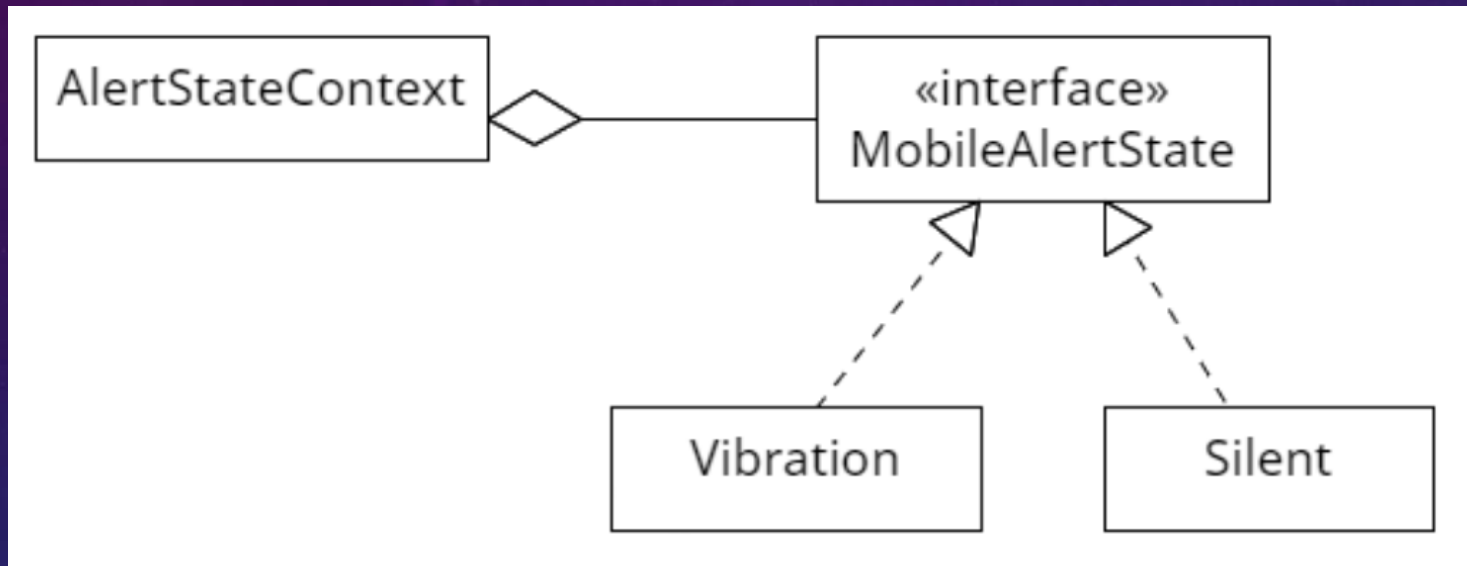 AlertStateContext
«interface»
MobileAlertState
Vibration
Silent